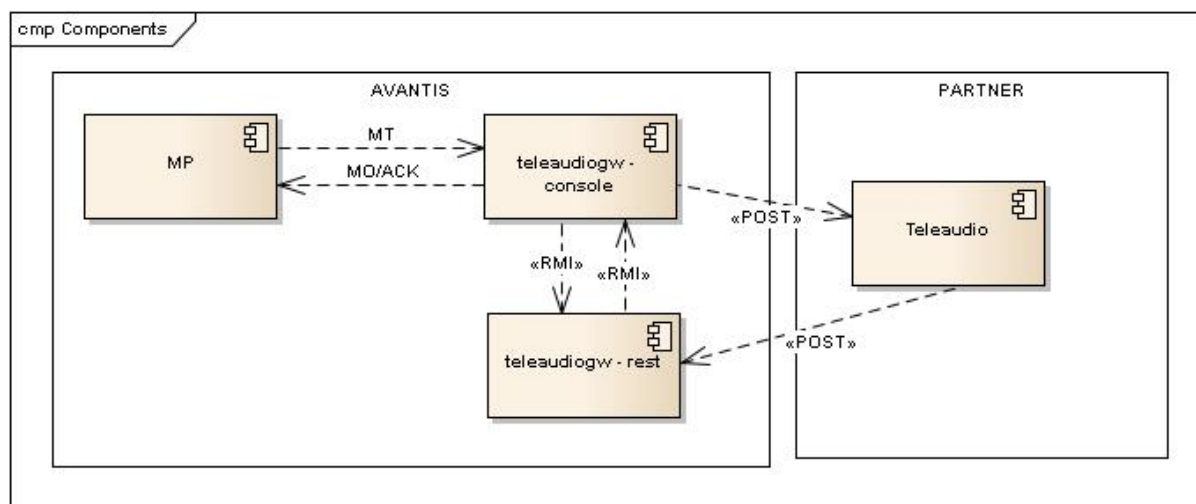 cmp Components
AVANTIS
PARTNER
MP
MT
MO/ACK
teleaudiogw -
console
«POST»
Teleaudio
«RMI»
«RMI»
teleaudiogw - rest
«POST»